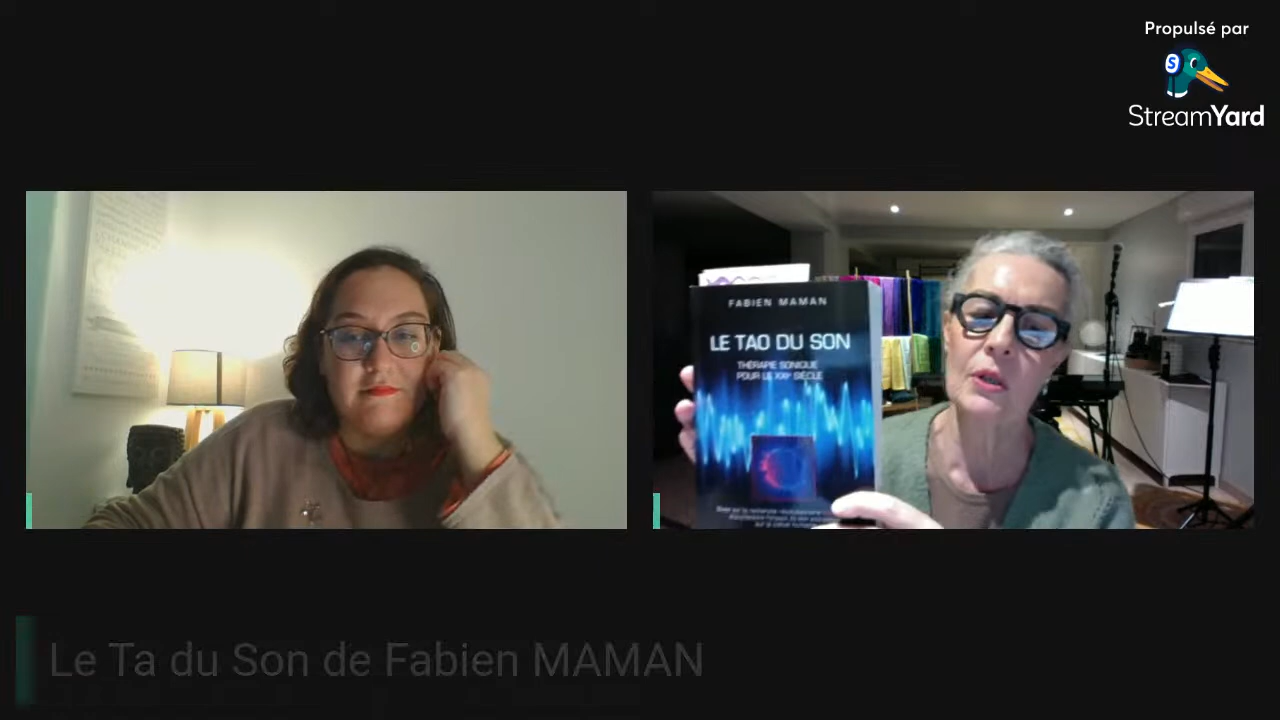 Propulsé par
S
StreamYard
FABIEN MAMAN
LE TAO DU SON
THÉRAPIE SONIQUE
POUR LE XXIe SIÈCLE
Le Ta du Son de Fabien MAMAN